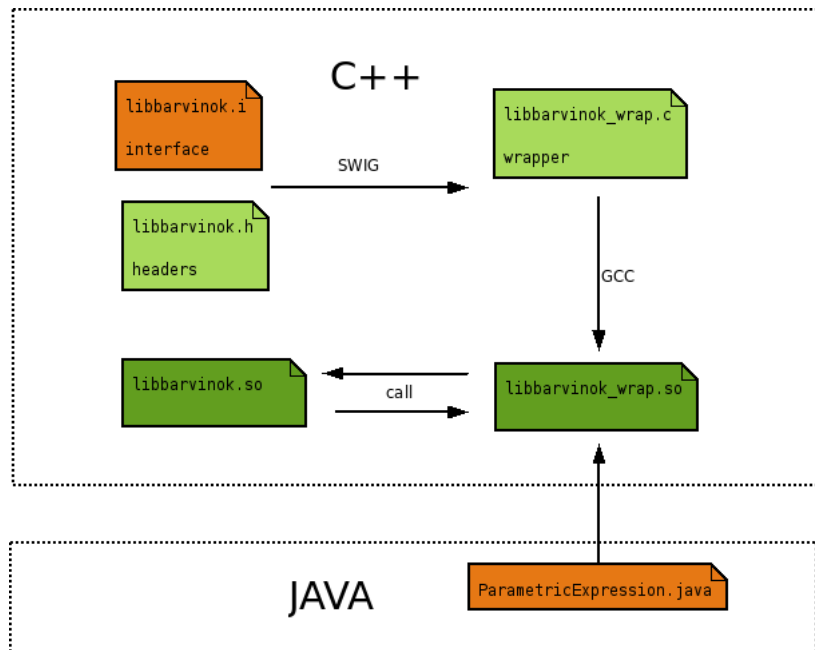 C++
libbarvinok.i
interface
SWIG
libbarvinok_wrap.c
wrapper
libbarvinok.h
headers
GCC
libbarvinok.so
call
libbarvinok_wrap.so
JAVA
ParametricExpression.java